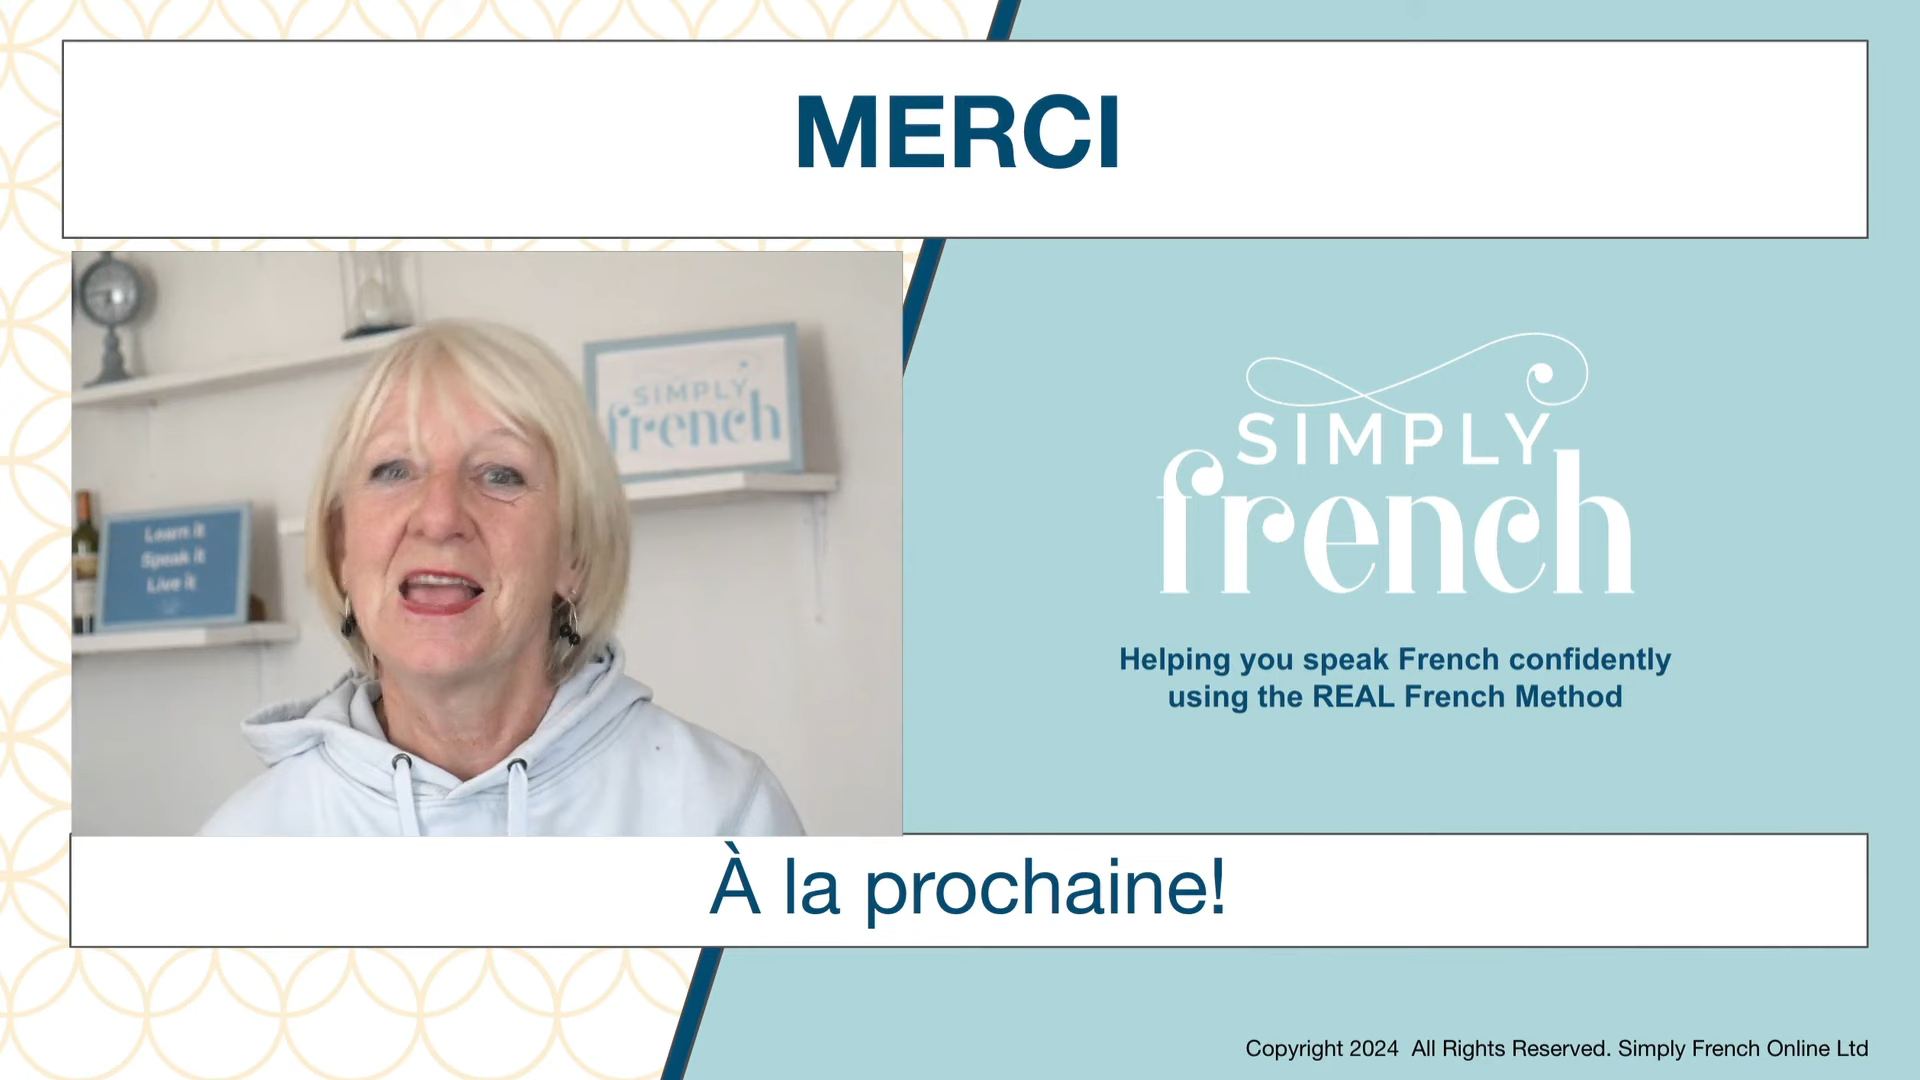 MERCI
SIMPLY
french
Learn it
Speak it
Live it
SIMPLY
french
Helping you speak French confidently
using the REAL French Method
À la prochaine!
Copyright 2024  All Rights Reserved. Simply French Online Ltd